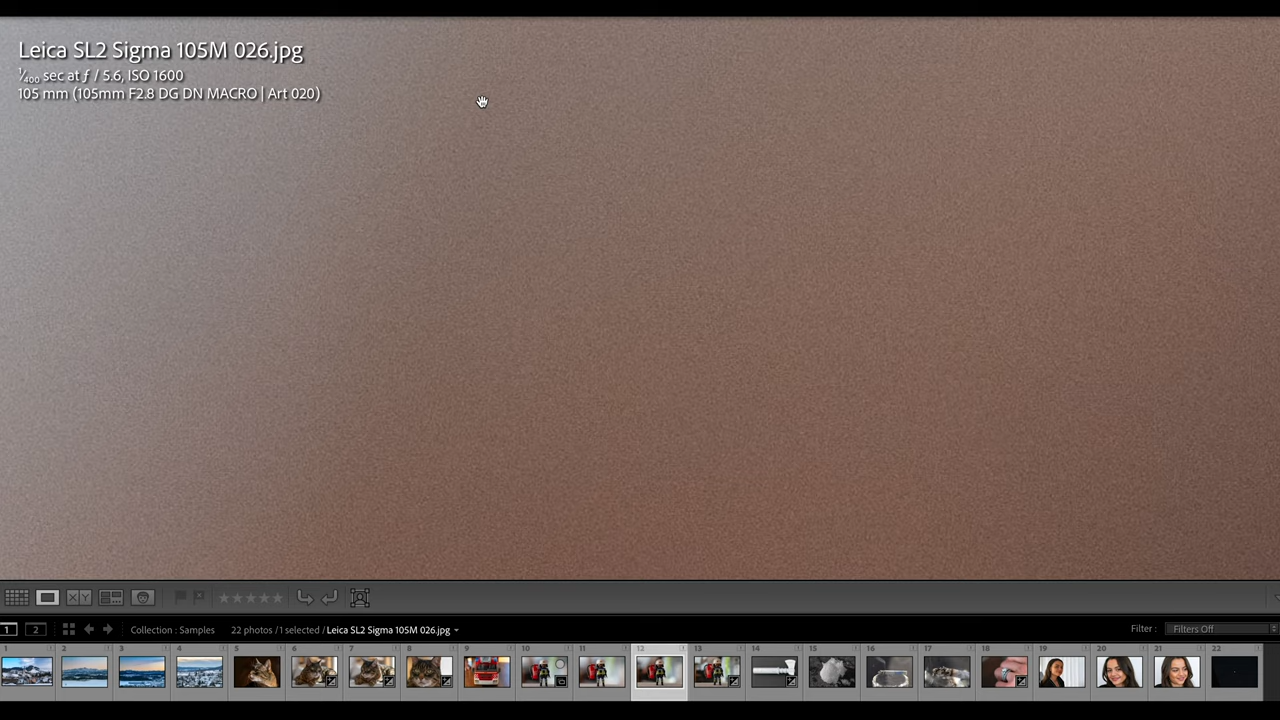 Leica SL2 Sigma 105M 026.jpg
1/400 sec at ƒ / 5.6, ISO 1600
105 mm (105mm F2.8 DG DN MACRO | Art 020)
X Y
1 2 Collection : Samples 22 photos / 1 selected / Leica SL2 Sigma 105M 026.jpg Filter : Filters Off
1 2 3 4 5 6 7 8 9 10 11 12 13 14 15 16 17 18 19 20 21 22